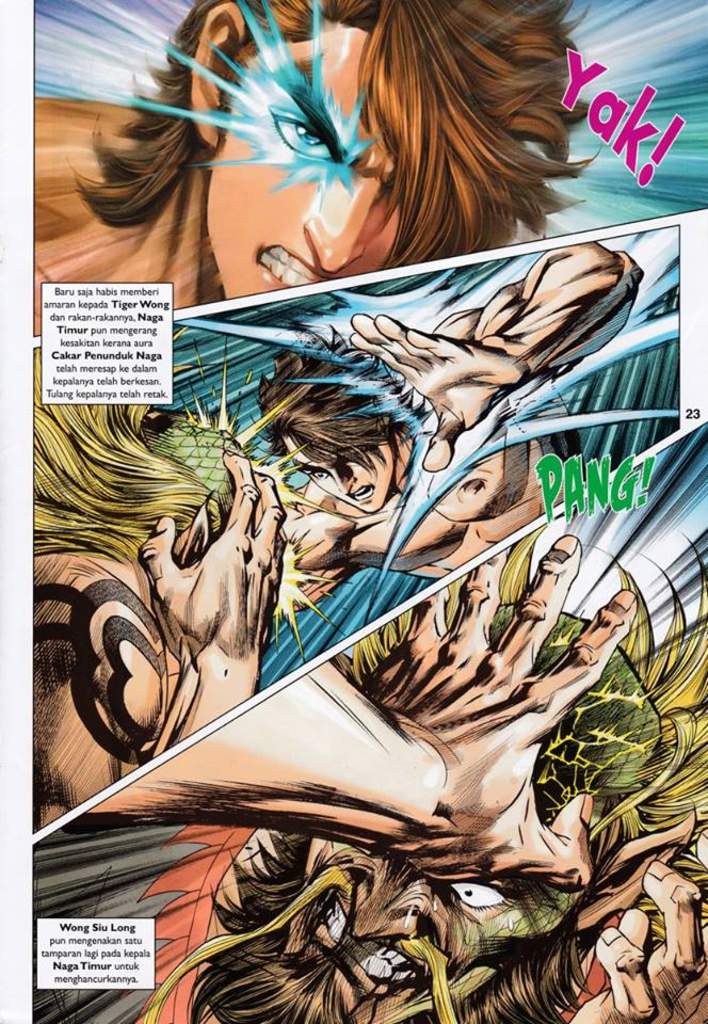 Yak!
Baru saja habis memberi
amaran kepada Tiger Wong
dan rakan-rakannya, Naga
Timur pun mengerang
kesakitan kerana aura
Cakar Penunduk Naga
telah meresap ke dalam
kepalanya telah berkesan.
Tulang kepalanya telah retak.
23
PANG!
Wong Siu Long
pun mengenakan satu
tamparan lagi pada kepala
Naga Timur untuk
menghancurkannya.